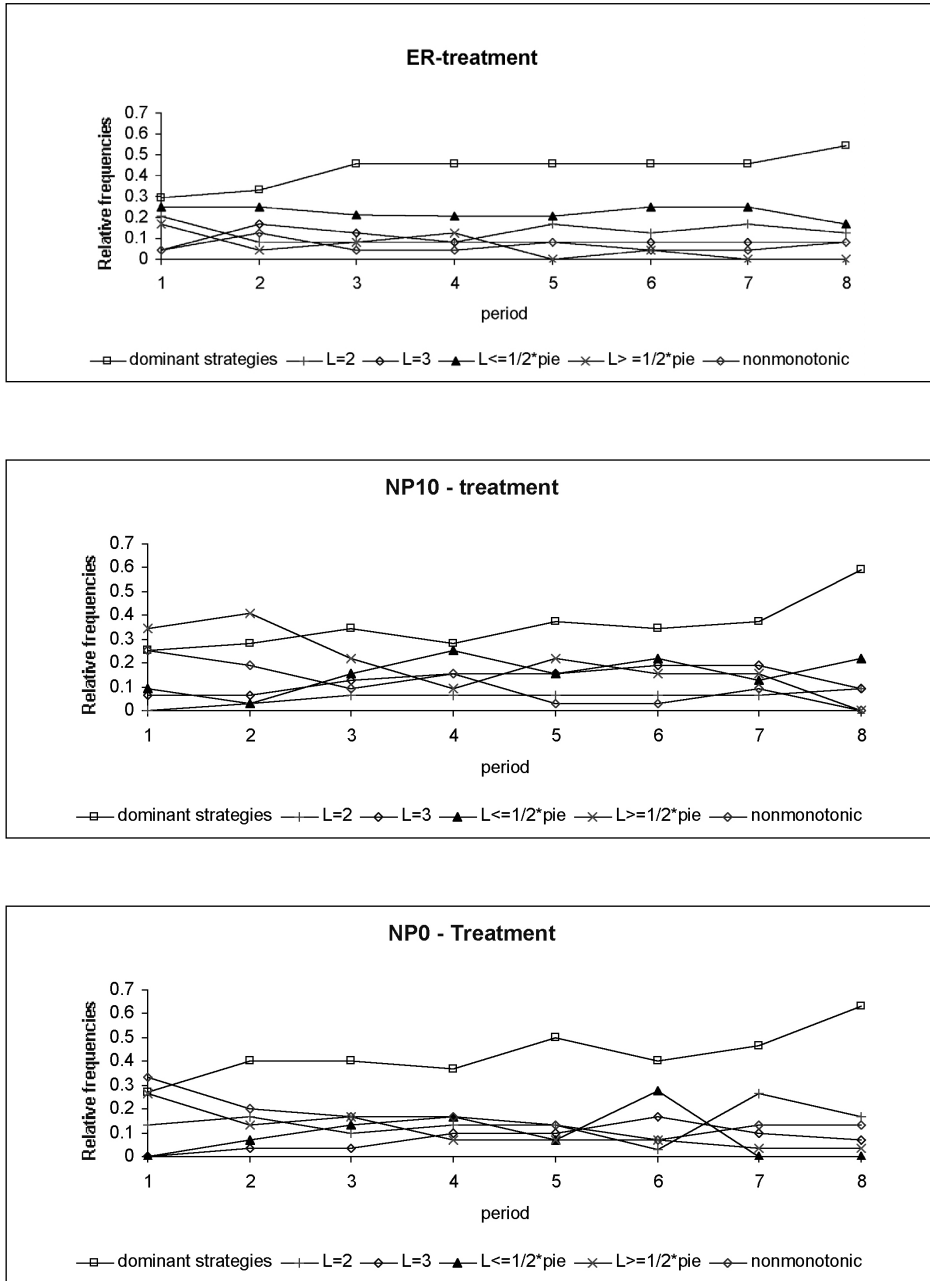 ER-treatment
Relative frequencies
0.7
0.6
0.5
0.4
0.3
0.2
0.1
0
1 2 3 4 5 6 7 8
period
dominant strategies L=2 L=3 L<=1/2*pie L> =1/2*pie nonmonotonic
NP10 - treatment
Relative frequencies
0.7
0.6
0.5
0.4
0.3
0.2
0.1
0
1 2 3 4 5 6 7 8
period
dominant strategies L=2 L=3 L<=1/2*pie L>=1/2*pie nonmonotonic
NP0 - Treatment
Relative frequencies
0.7
0.6
0.5
0.4
0.3
0.2
0.1
0
1 2 3 4 5 6 7 8
period
dominant strategies L=2 L=3 L<=1/2*pie L>=1/2*pie nonmonotonic